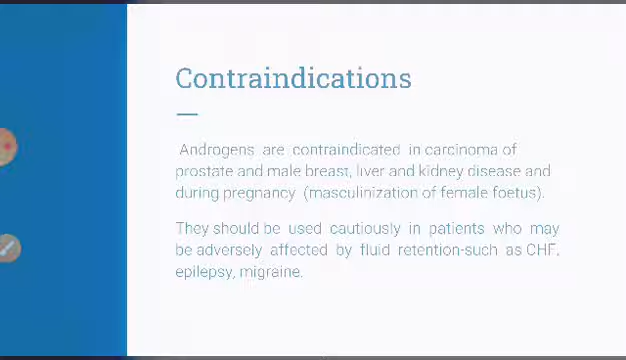 Contraindications
Androgens are contraindicated in carcinoma of
prostate and male breast, liver and kidney disease and
during pregnancy (masculinization of female foetus).
They should be used cautiously in patients who may
be adversely affected by fluid retention-such as CHF,
epilepsy, migraine.